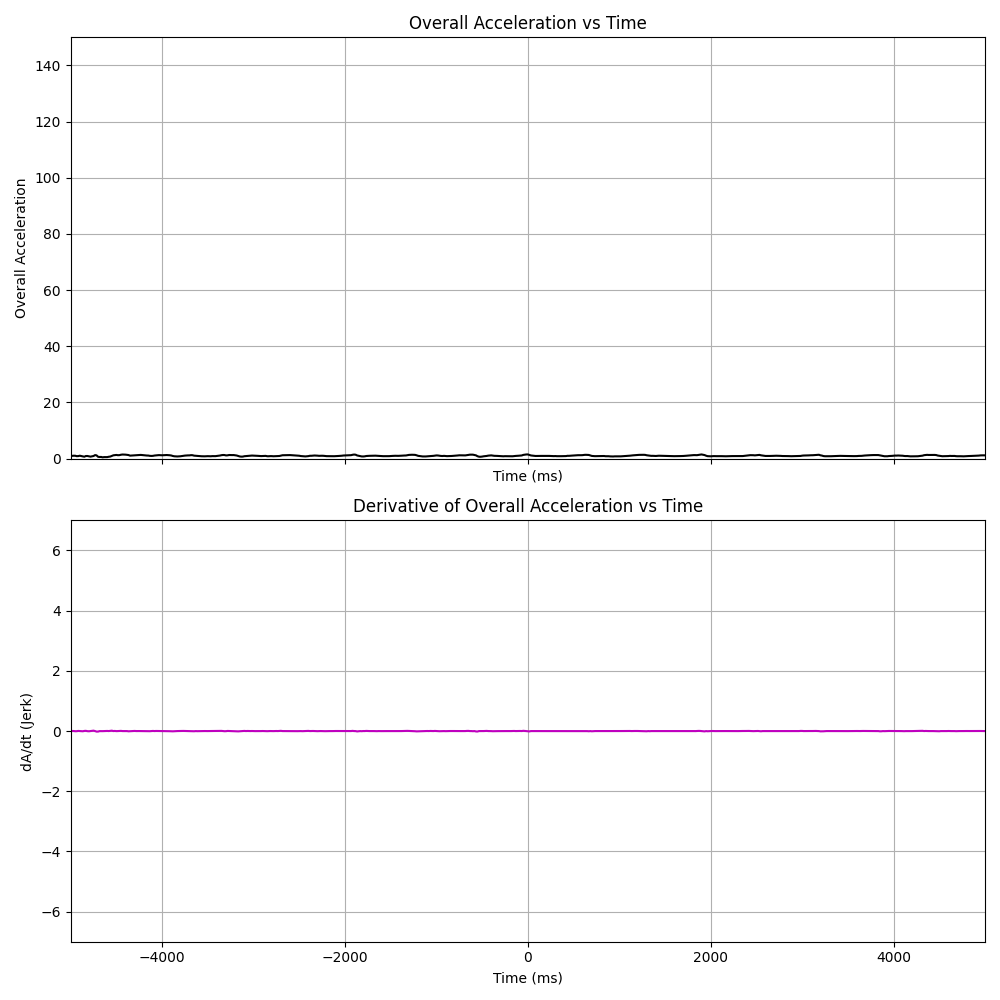 Overall Acceleration vs Time
140
120
100
80
60
40
20
0
Overall Acceleration
Time (ms)
Derivative of Overall Acceleration vs Time
6
4
2
0
−2
−4
−6
dA/dt (Jerk)
−4000 −2000 0 2000 4000
Time (ms)